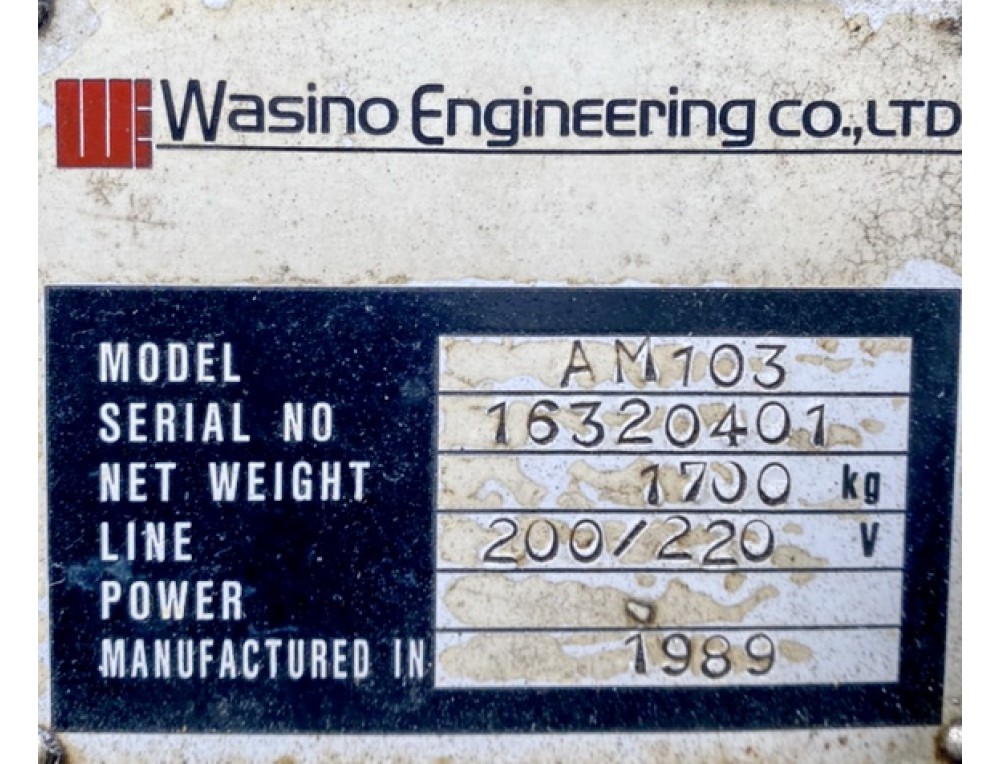 Wasino Engineering CO.,LTD
MODEL AM103
SERIAL NO 16320401
NET WEIGHT 1700 kg
LINE 200/220 V
POWER
MANUFACTURED IN 1989